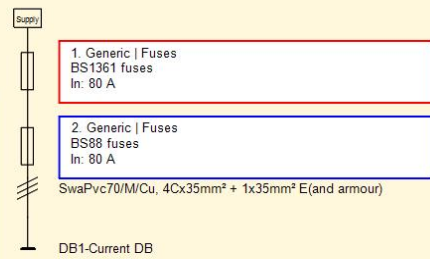 Supply
1. Generic | Fuses
BS1361 fuses
In: 80 A
2. Generic | Fuses
BS88 fuses
In: 80 A
SwaPvc70/M/Cu, 4Cx35mm² + 1x35mm² E(and armour)
DB1-Current DB